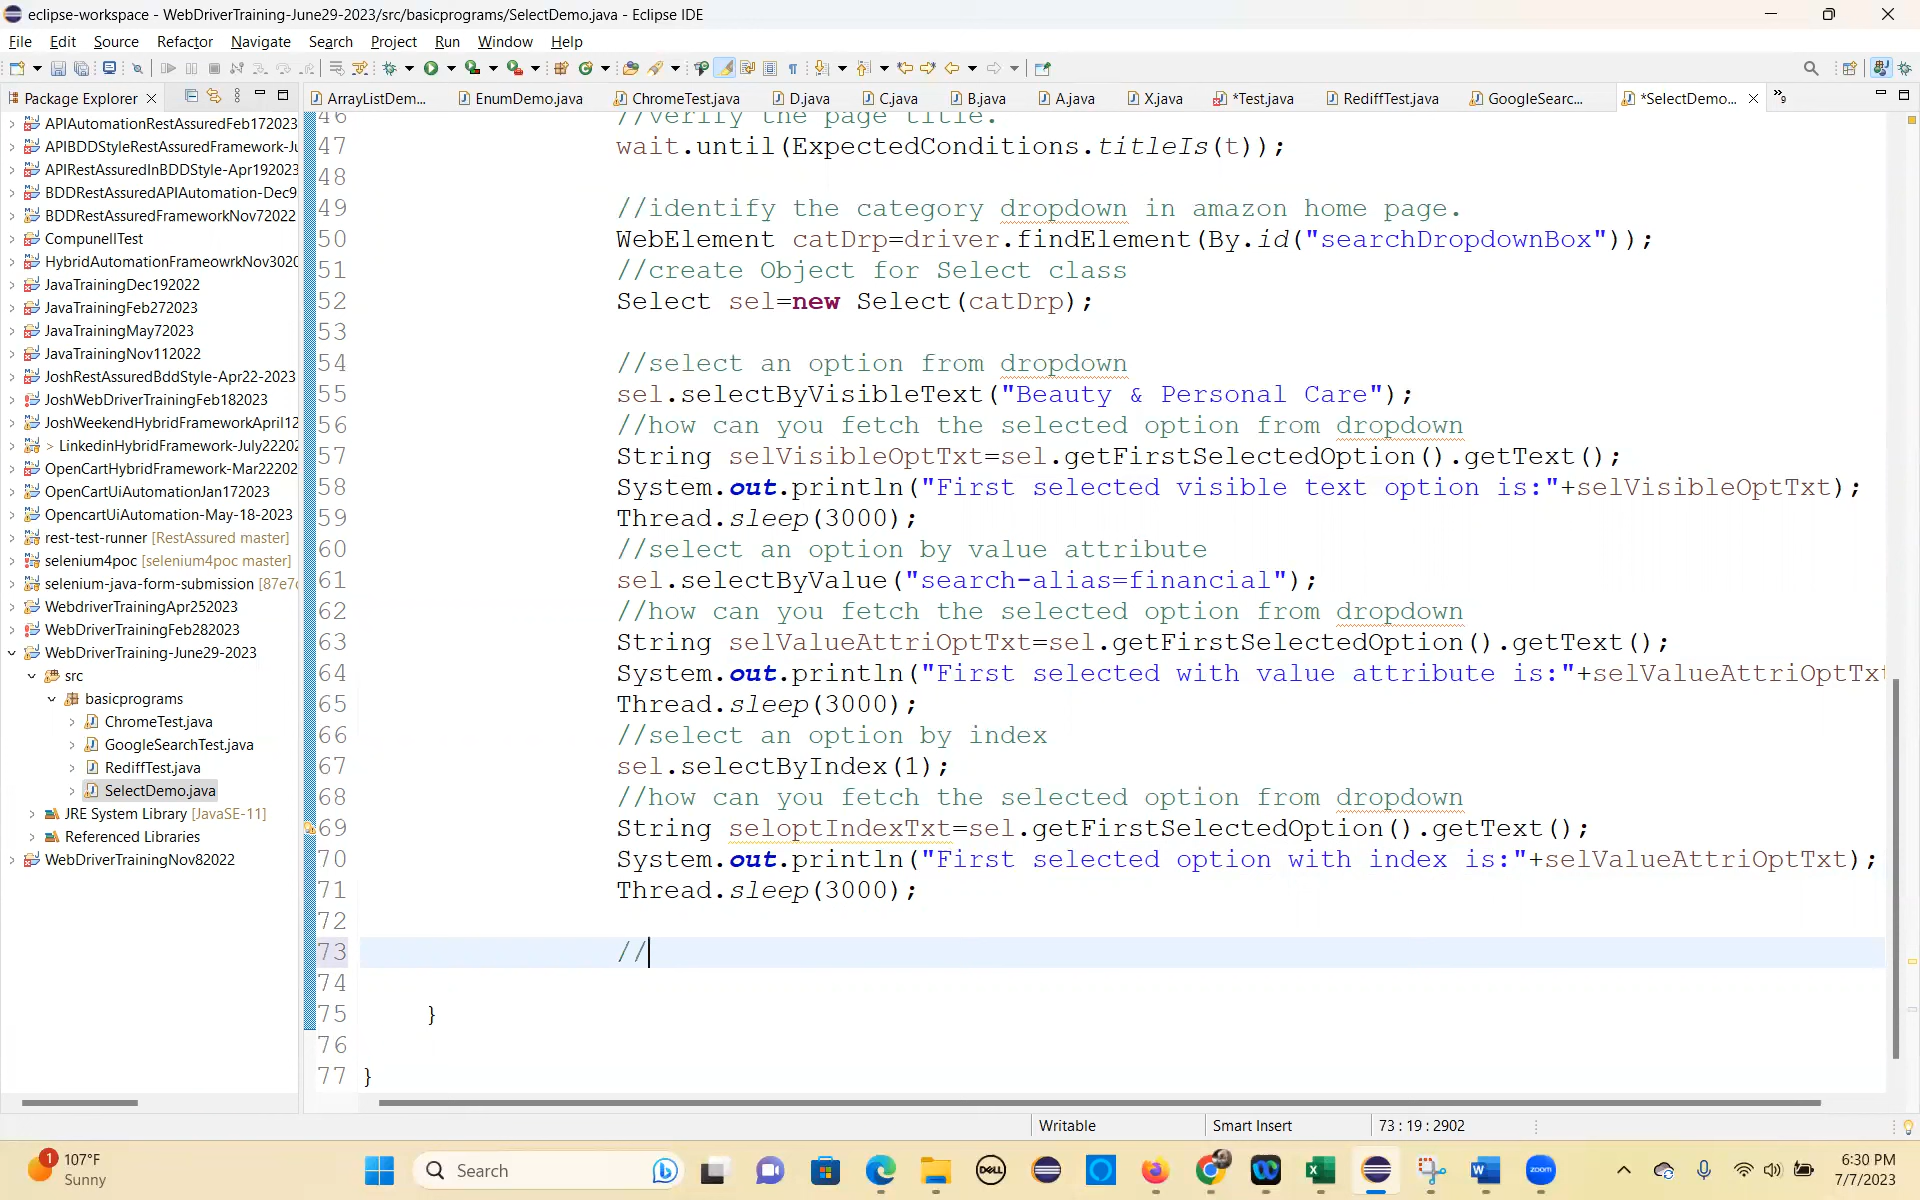 eclipse-workspace - WebDriverTraining-June29-2023/src/basicprograms/SelectDemo.java - Eclipse IDE
File Edit Source Refactor Navigate Search Project Run Window Help
Package Explorer
ArrayListDem... EnumDemo.java ChromeTest.java D.java C.java B.java A.java X.java *Test.java RediffTest.java GoogleSearc... *SelectDemo... 9
APIAutomationRestAssuredFeb172023
APIBDDStyleRestAssuredFramework-Ju
APIRestAssuredInBDDStyle-Apr192023
BDDRestAssuredAPIAutomation-Dec9
BDDRestAssuredFrameworkNov72022
CompunellTest
HybridAutomationFrameowrkNov3020
JavaTrainingDec192022
JavaTrainingFeb272023
JavaTrainingMay72023
JavaTrainingNov112022
JoshRestAssuredBddStyle-Apr22-2023
JoshWebDriverTrainingFeb182023
JoshWeekendHybridFrameworkApril12
> LinkedinHybridFramework-July22202
OpenCartHybridFramework-Mar22202
OpenCartUiAutomationJan172023
OpencartUiAutomation-May-18-2023
rest-test-runner [RestAssured master]
selenium4poc [selenium4poc master]
selenium-java-form-submission [87e7c
WebdriverTrainingApr252023
WebDriverTrainingFeb282023
WebDriverTraining-June29-2023
src
basicprograms
ChromeTest.java
GoogleSearchTest.java
RediffTest.java
SelectDemo.java
JRE System Library [JavaSE-11]
Referenced Libraries
WebDriverTrainingNov82022
46 //verify the page title.
47 wait.until(ExpectedConditions.titleIs(t));
48
49 //identify the category dropdown in amazon home page.
50 WebElement catDrp=driver.findElement(By.id("searchDropdownBox"));
51 //create Object for Select class
52 Select sel=new Select(catDrp);
53
54 //select an option from dropdown
55 sel.selectByVisibleText("Beauty & Personal Care");
56 //how can you fetch the selected option from dropdown
57 String selVisibleOptTxt=sel.getFirstSelectedOption().getText();
58 System.out.println("First selected visible text option is:"+selVisibleOptTxt);
59 Thread.sleep(3000);
60 //select an option by value attribute
61 sel.selectByValue("search-alias=financial");
62 //how can you fetch the selected option from dropdown
63 String selValueAttriOptTxt=sel.getFirstSelectedOption().getText();
64 System.out.println("First selected with value attribute is:"+selValueAttriOptTxt
65 Thread.sleep(3000);
66 //select an option by index
67 sel.selectByIndex(1);
68 //how can you fetch the selected option from dropdown
69 String seloptIndexTxt=sel.getFirstSelectedOption().getText();
70 System.out.println("First selected option with index is:"+selValueAttriOptTxt);
71 Thread.sleep(3000);
72
73 //
74
75 }
76
77 }
Writable Smart Insert 73 : 19 : 2902
1 107°F
Sunny
Search
DELL
zoom
6:30 PM
7/7/2023